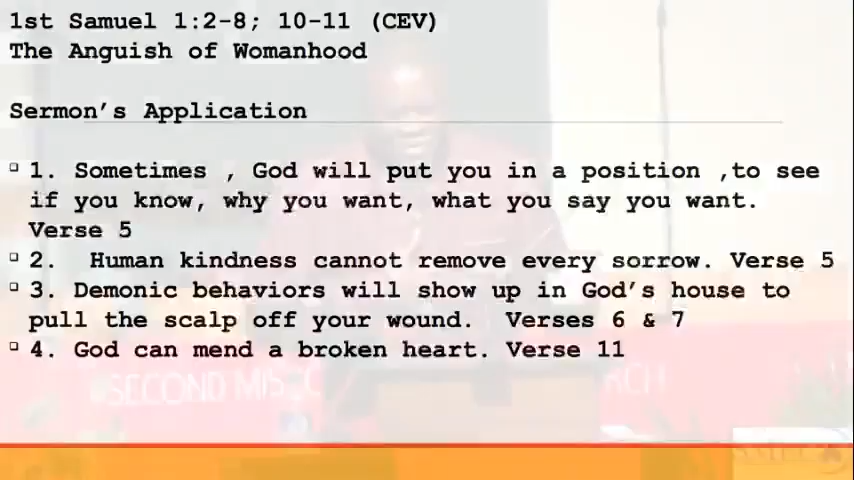 1st Samuel 1:2-8; 10-11 (CEV)
The Anguish of Womanhood
Sermon's Application
1. Sometimes , God will put you in a position ,to see
if you know, why you want, what you say you want.
Verse 5
2. Human kindness cannot remove every sorrow. Verse 5
3. Demonic behaviors will show up in God's house to
pull the scalp off your wound. Verses 6 & 7
4. God can mend a broken heart. Verse 11
SECOND